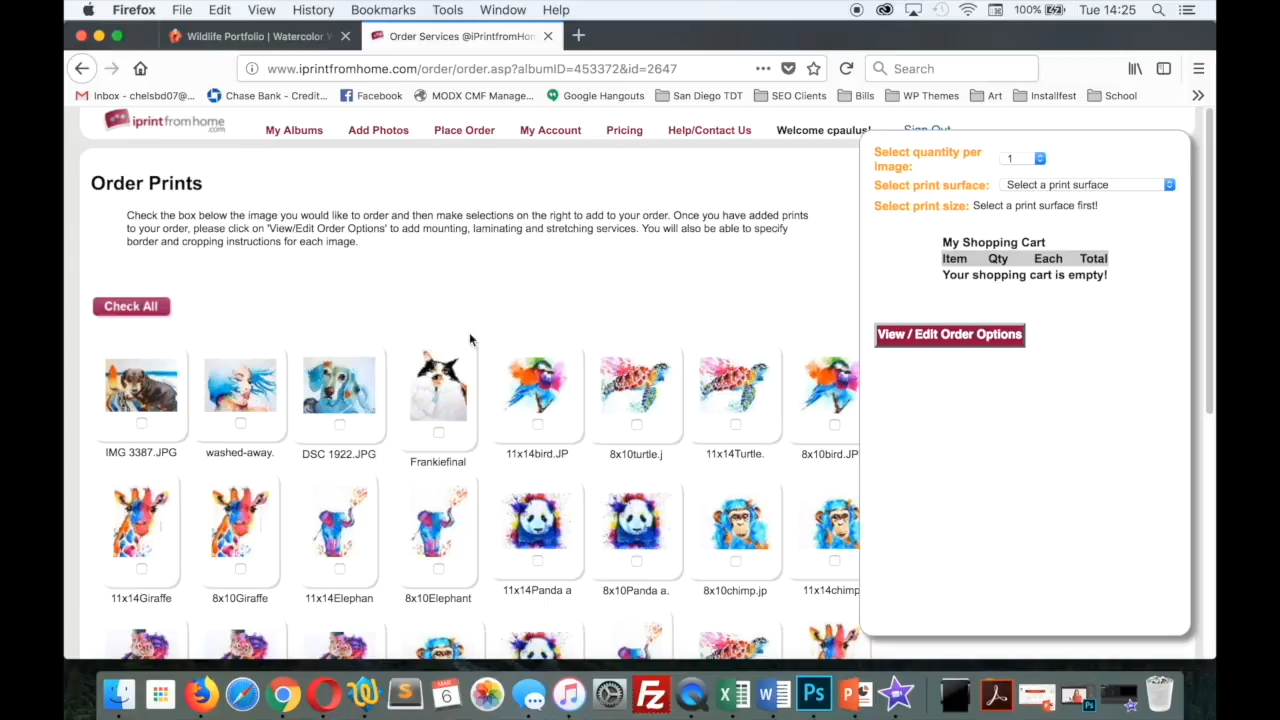 Firefox File Edit View History Bookmarks Tools Window Help 100% Tue 14:25
Wildlife Portfolio | Watercolor Order Services @iPrintfromHom
www.iprintfromhome.com/order/order.asp?albumID=453372&id=2647 Search
Inbox - chelsbd07@... Chase Bank - Credit... Facebook MODX CMF Manage... Google Hangouts San Diego TDT SEO Clients Bills WP Themes Art Installfest School
iprintfromhome.com My Albums Add Photos Place Order My Account Pricing Help/Contact Us Welcome cpaulus! Sign Out
Order Prints
Check the box below the image you would like to order and then make selections on the right to add to your order. Once you have added prints
to your order, please click on 'View/Edit Order Options' to add mounting, laminating and stretching services. You will also be able to specify
border and cropping instructions for each image.
Check All
IMG 3387.JPG washed-away. DSC 1922.JPG Frankiefinal 11x14bird.JP 8x10turtle.j 11x14Turtle. 8x10bird.JP
11x14Giraffe 8x10Giraffe 11x14Elephan 8x10Elephant 11x14Panda a 8x10Panda a. 8x10chimp.jp 11x14chimp
Select quantity per
image: 1
Select print surface: Select a print surface
Select print size: Select a print surface first!
My Shopping Cart
Item Qty Each Total
Your shopping cart is empty!
View / Edit Order Options
MAR
6
S Fz X W Ps P
Ps